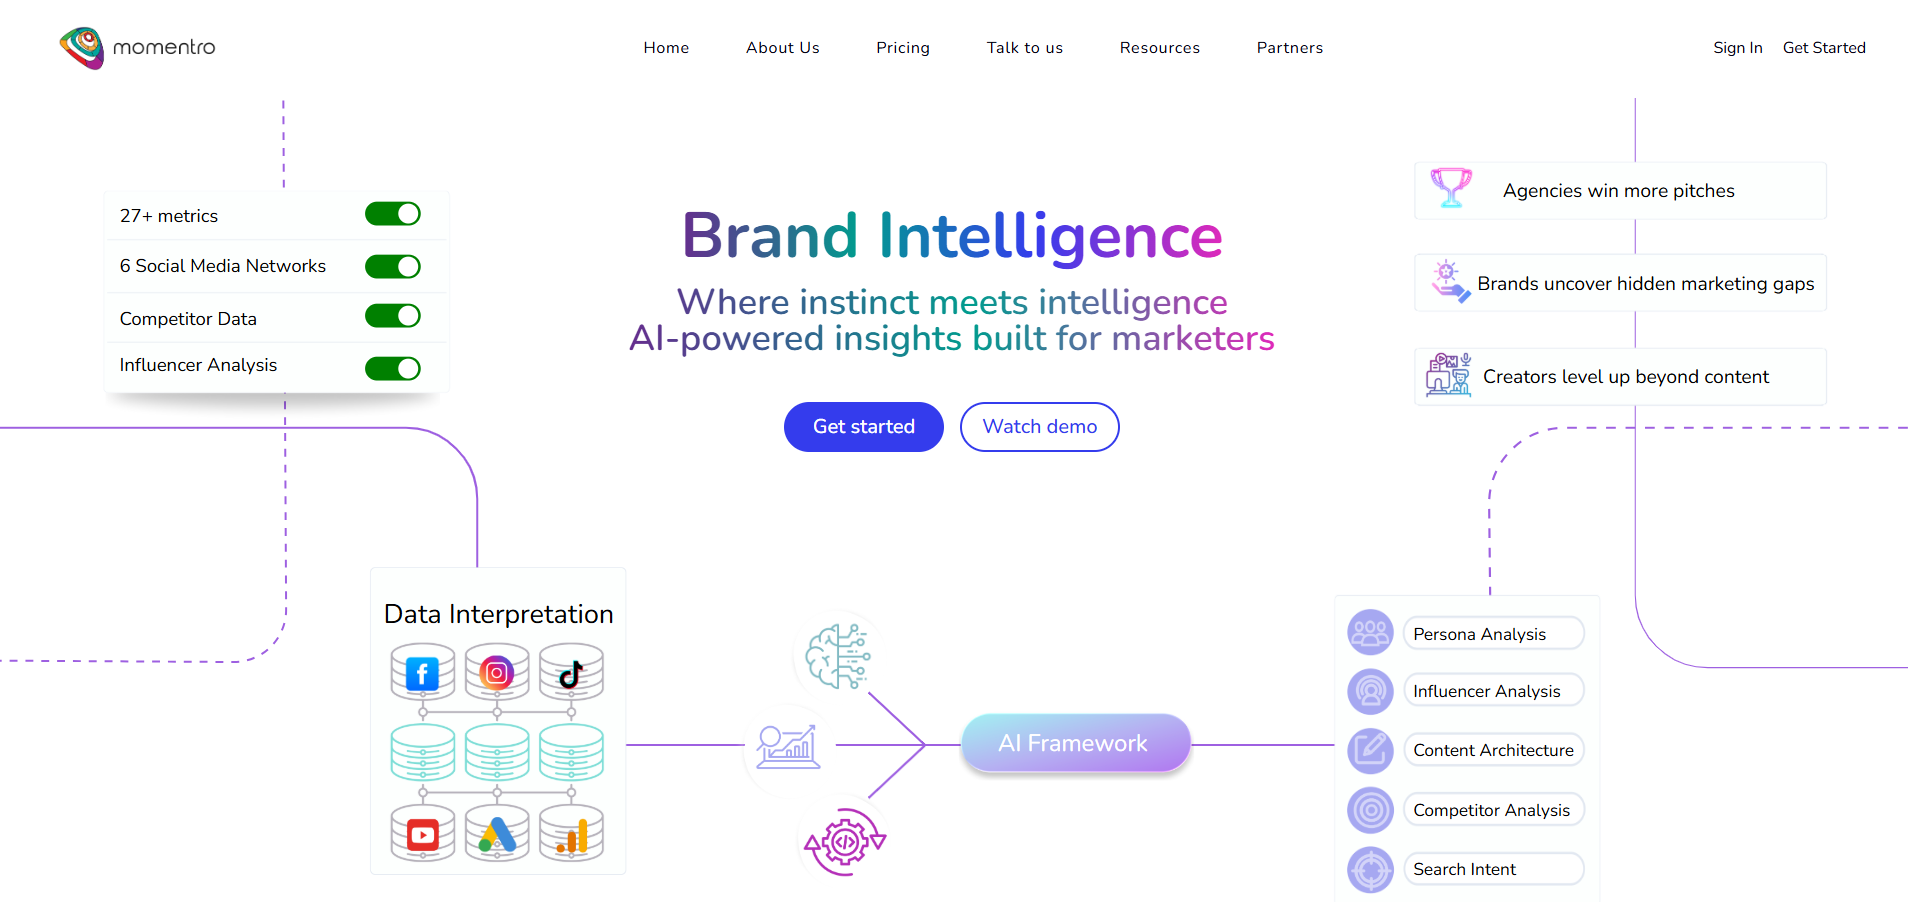 momentro
Home
About Us
Pricing
Talk to us
Resources
Partners
Sign In
Get Started
27+ metrics
6 Social Media Networks
Competitor Data
Influencer Analysis
Brand Intelligence
Where instinct meets intelligence
AI-powered insights built for marketers
Get started
Watch demo
Agencies win more pitches
Brands uncover hidden marketing gaps
Creators level up beyond content
Data Interpretation
AI Framework
Persona Analysis
Influencer Analysis
Content Architecture
Competitor Analysis
Search Intent